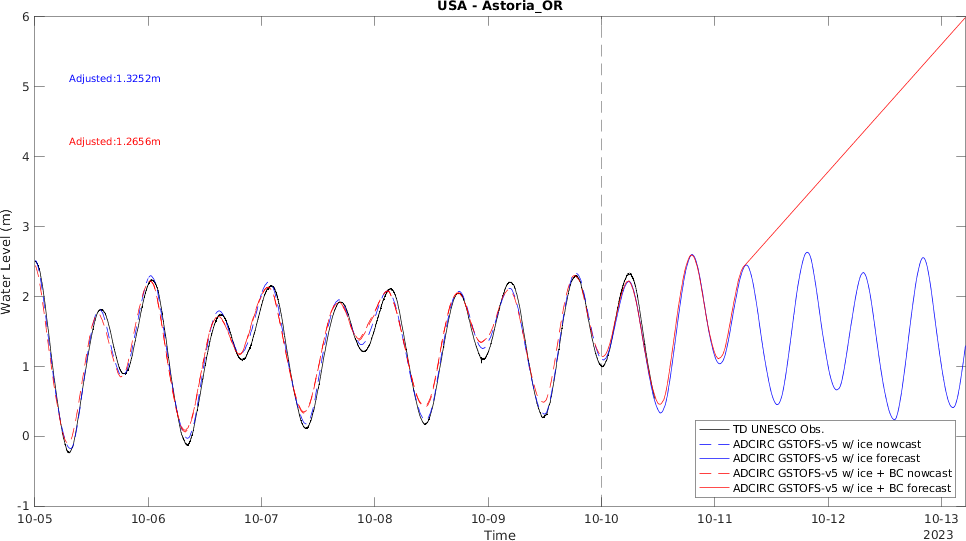 USA - Astoria_OR
Adjusted:1.3252m
Adjusted:1.2656m
Water Level (m)
6
5
4
3
2
1
0
-1
10-05 10-06 10-07 10-08 10-09 10-10 10-11 10-12 10-13
2023
Time
TD UNESCO Obs.
ADCIRC GSTOFS-v5 w/ ice nowcast
ADCIRC GSTOFS-v5 w/ ice forecast
ADCIRC GSTOFS-v5 w/ ice + BC nowcast
ADCIRC GSTOFS-v5 w/ ice + BC forecast